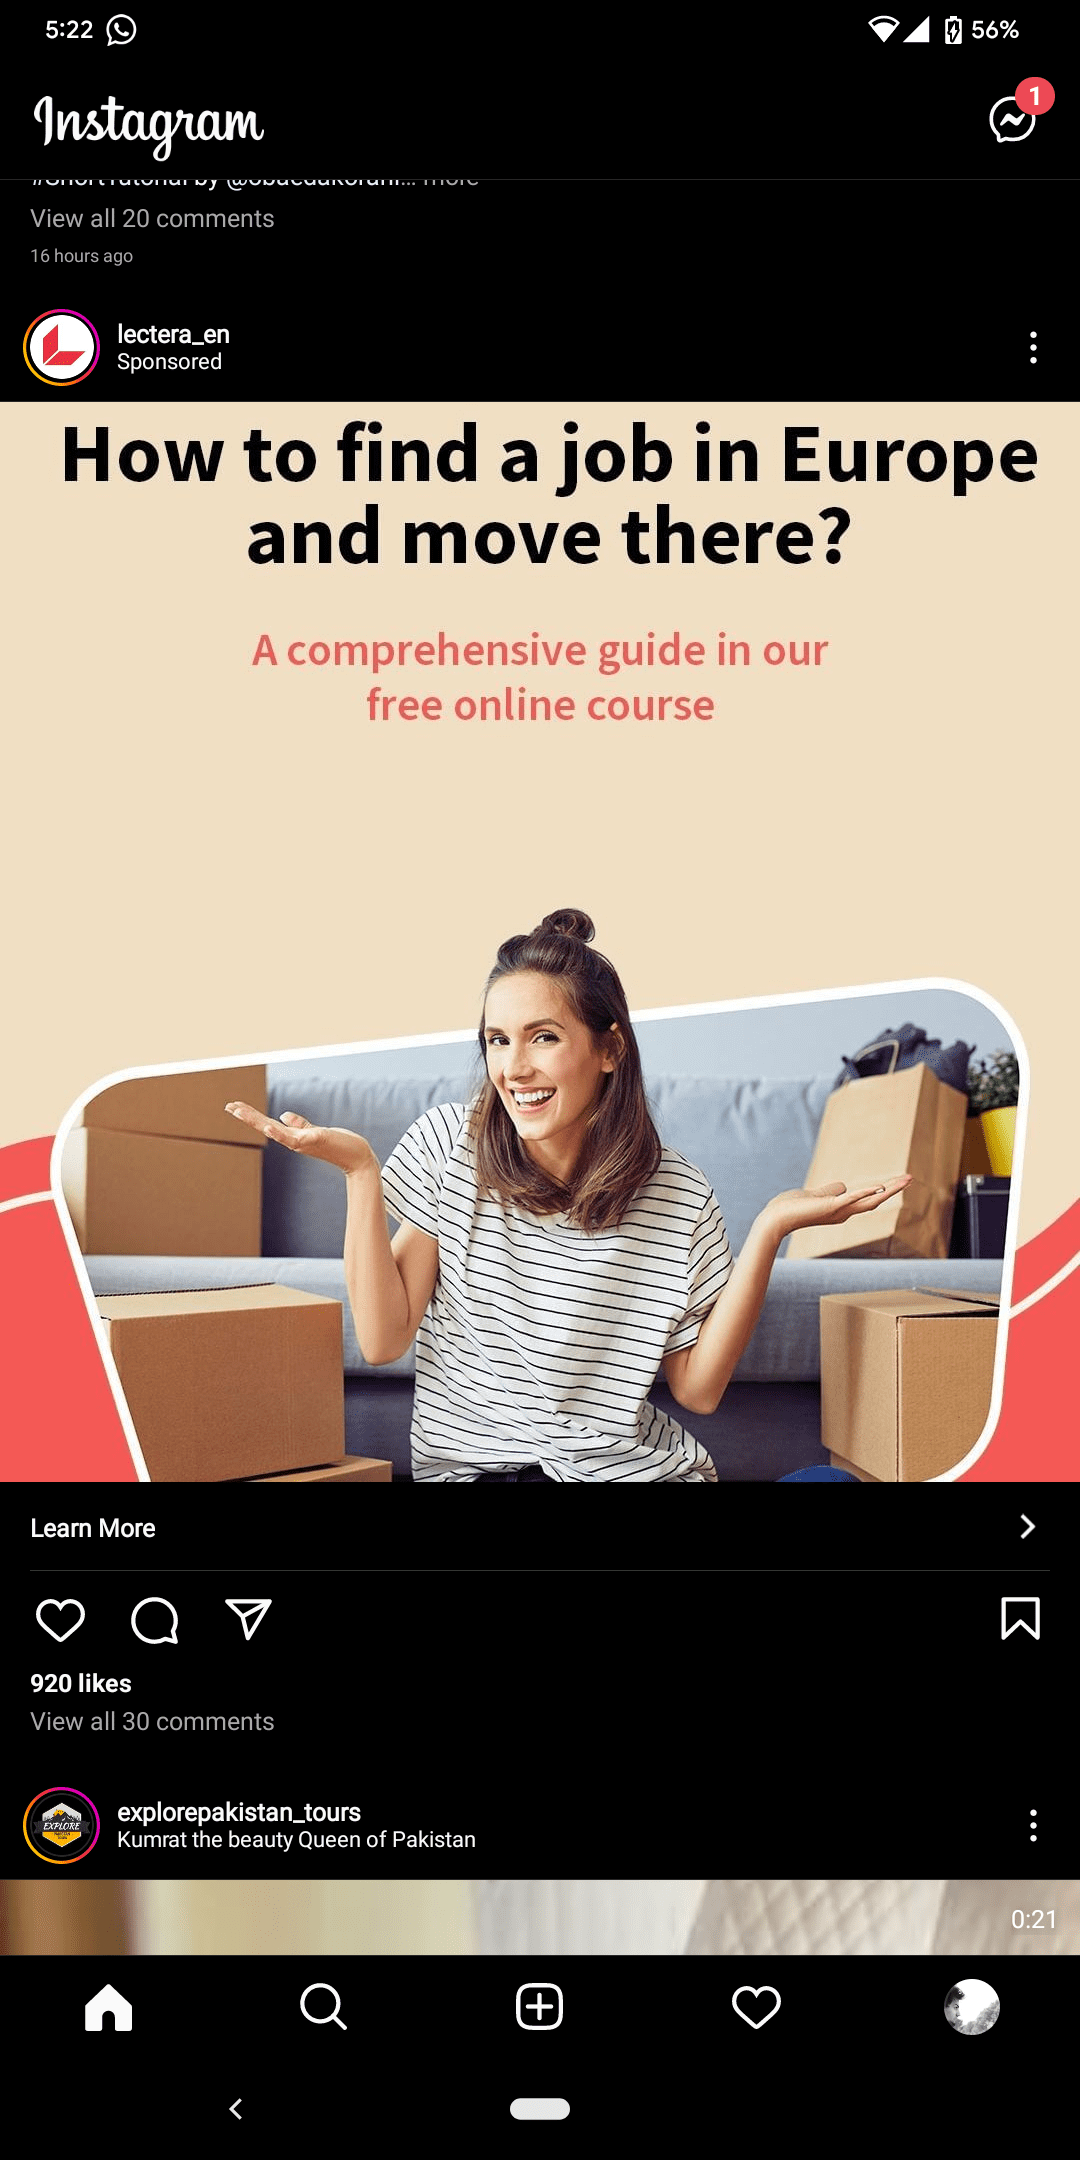 5:22
56%
Instagram
1
#ShortTutorial by @obaedakorani... more
View all 20 comments
16 hours ago
lectera_en
Sponsored
How to find a job in Europe
and move there?
A comprehensive guide in our
free online course
Learn More
920 likes
View all 30 comments
EXPLORE
explorepakistan_tours
Kumrat the beauty Queen of Pakistan
0:21